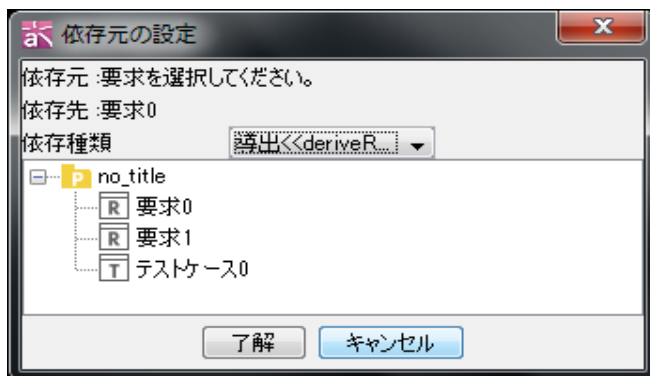 依存元の設定
依存元 :要求を選択してください。
依存先 :要求0
依存種類 導出<<deriveR...
P no_title
R 要求0
R 要求1
T テストケース0
了解 キャンセル